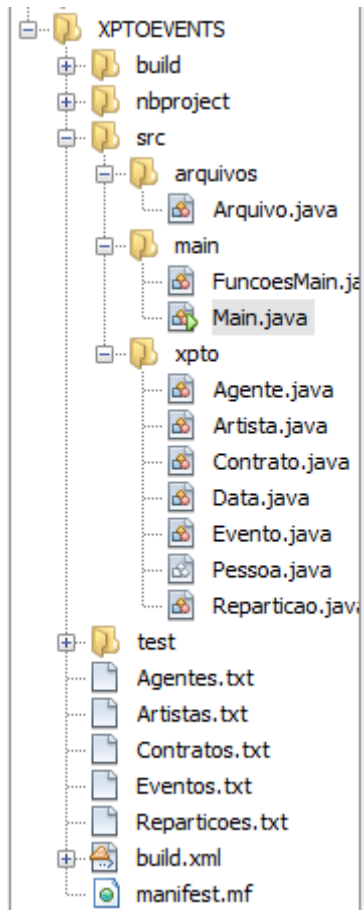 XPTOEVENTS
build
nbproject
src
arquivos
Arquivo.java
main
FuncoesMain.ja
Main.java
xpto
Agente.java
Artista.java
Contrato.java
Data.java
Evento.java
Pessoa.java
Reparticao.java
test
Agentes.txt
Artistas.txt
Contratos.txt
Eventos.txt
Reparticoes.txt
build.xml
manifest.mf